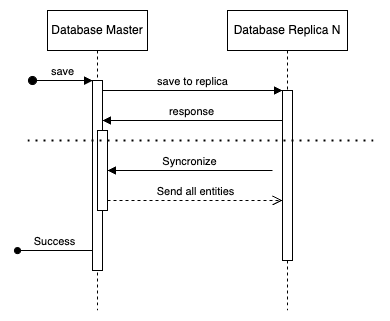 Database Master
Database Replica N
save
save to replica
response
Syncronize
Send all entities
Success